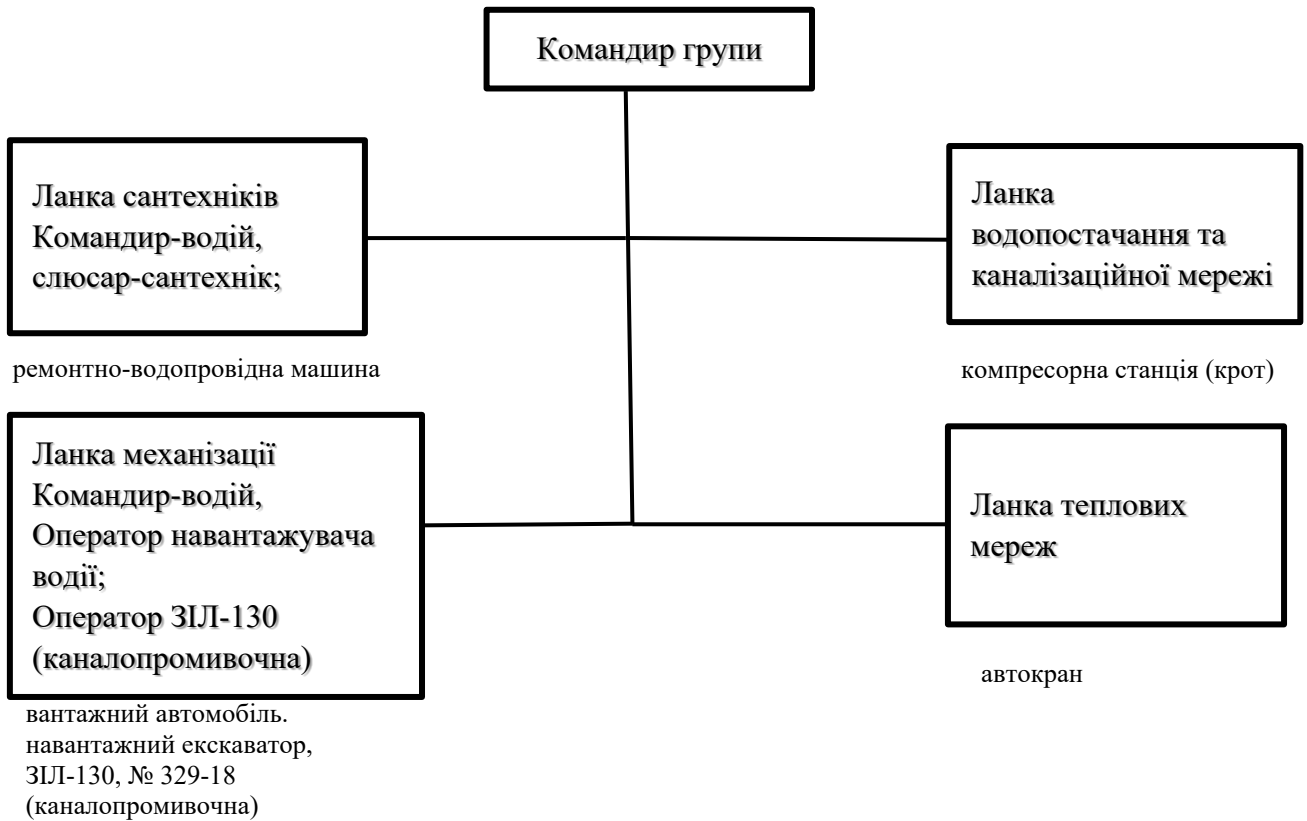 Командир групи
Ланка сантехніків
Командир-водій,
слюсар-сантехнік;
ремонтно-водопровідна машина
Ланка
водопостачання та
каналізаційної мережі
компресорна станція (крот)
Ланка механізації
Командир-водій,
Оператор навантажувача
водії;
Оператор ЗІЛ-130
(каналопромивочна)
вантажний автомобіль.
навантажний екскаватор,
ЗІЛ-130, № 329-18
(каналопромивочна)
Ланка теплових
мереж
автокран